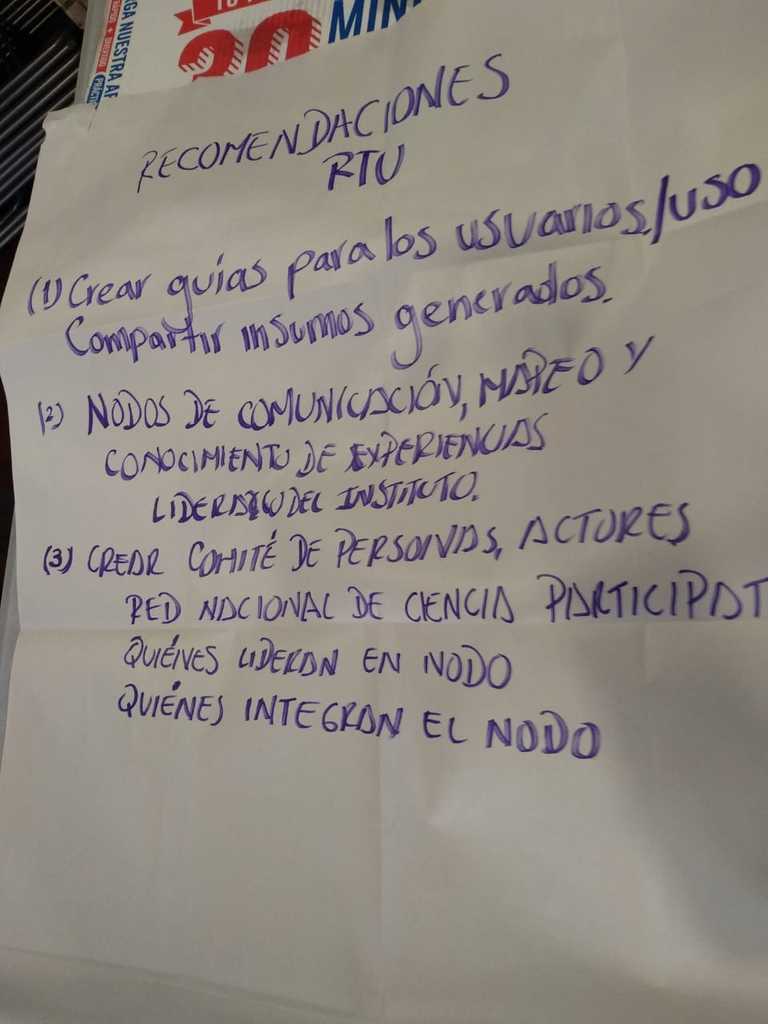 GA NUESTRA AF
MIN
RECOMENDACIONES
RTU
(1) Crear guías para los usuarios/uso
Compartir insumos generados.
(2) NODOS DE COMUNICACIÓN, MAPEO Y
CONOCIMIENTO DE EXPERIENCIAS
LIDERAZGO DEL INSTITUTO.
(3) CREAR COMITÉ DE PERSONAS, ACTORES
RED NACIONAL DE CIENCIA PARTICIPAT
QUIÉNES LIDERAN EN NODO
QUIÉNES INTEGRAN EL NODO